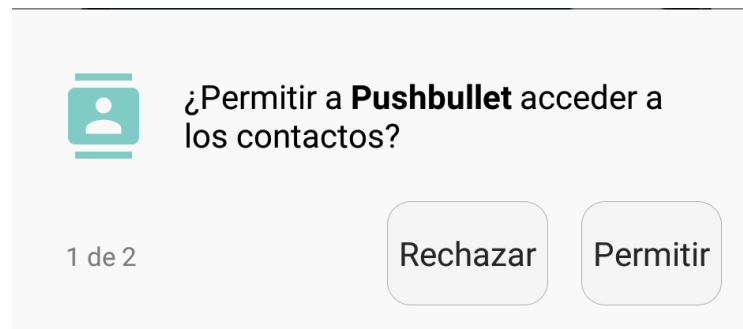 ¿Permitir a Pushbullet acceder a
los contactos?
1 de 2
Rechazar
Permitir